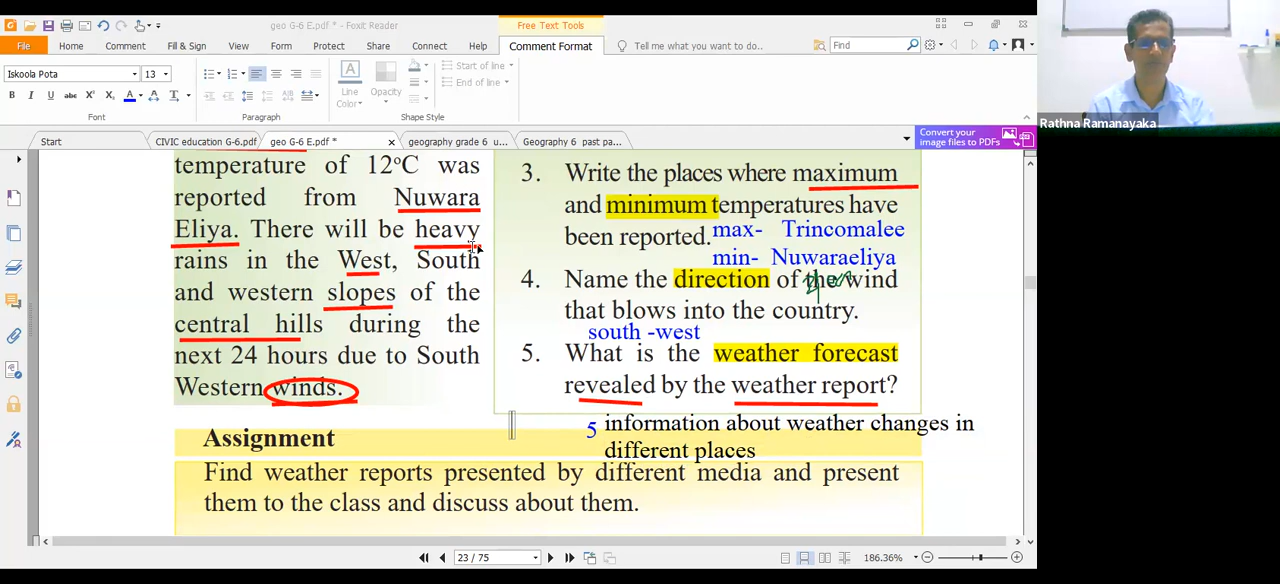 geo G-6 E.pdf * - Foxit Reader
Free Text Tools
File Home Comment Fill & Sign View Form Protect Share Connect Help Comment Format Tell me what you want to do.. Find
Iskoola Pota 13
Line Color Opacity
Start of line
End of line
Font Paragraph Shape Style
Start CIVIC education G-6.pdf geo G-6 E.pdf * geography grade 6 u... Geography 6 past pa...
Convert your image files to PDFs
Rathna Ramanayaka
temperature of 12°C was
reported from Nuwara
Eliya. There will be heavy
rains in the West, South
and western slopes of the
central hills during the
next 24 hours due to South
Western winds.
3. Write the places where maximum
and minimum temperatures have
been reported.
max- Trincomalee
min- Nuwaraeliya
4. Name the direction of the wind
that blows into the country.
south -west
5. What is the weather forecast
revealed by the weather report?
5 information about weather changes in
different places
Assignment
Find weather reports presented by different media and present
them to the class and discuss about them.
23 / 75
186.36%